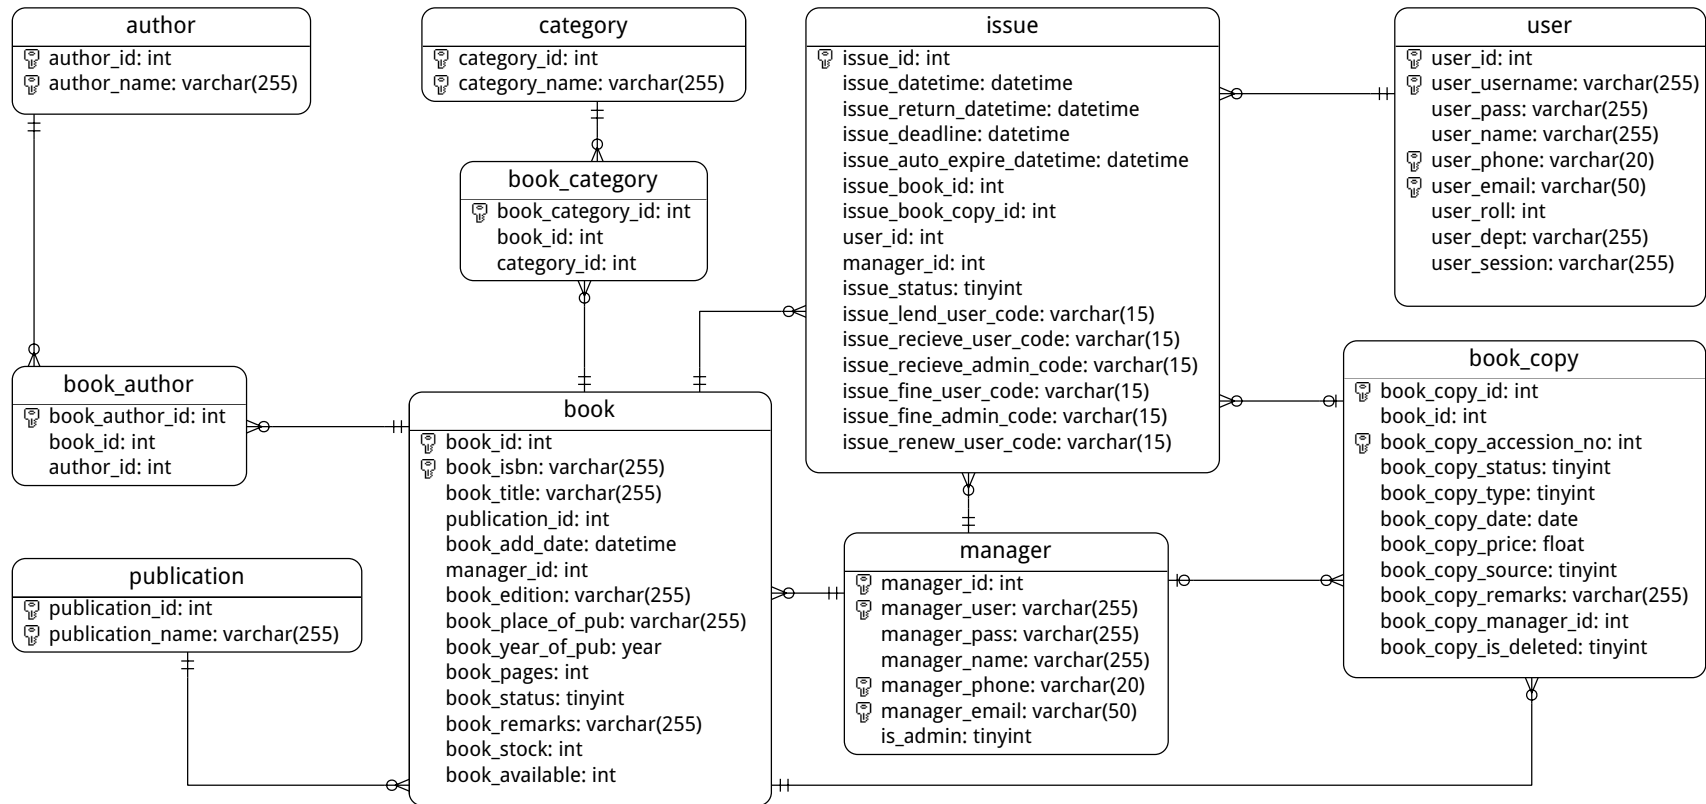 author
author_id: int
author_name: varchar(255)
category
category_id: int
category_name: varchar(255)
issue
issue_id: int
issue_datetime: datetime
issue_return_datetime: datetime
issue_deadline: datetime
issue_auto_expire_datetime: datetime
issue_book_id: int
issue_book_copy_id: int
user_id: int
manager_id: int
issue_status: tinyint
issue_lend_user_code: varchar(15)
issue_recieve_user_code: varchar(15)
issue_recieve_admin_code: varchar(15)
issue_fine_user_code: varchar(15)
issue_fine_admin_code: varchar(15)
issue_renew_user_code: varchar(15)
user
user_id: int
user_username: varchar(255)
user_pass: varchar(255)
user_name: varchar(255)
user_phone: varchar(20)
user_email: varchar(50)
user_roll: int
user_dept: varchar(255)
user_session: varchar(255)
book_category
book_category_id: int
book_id: int
category_id: int
book_author
book_author_id: int
book_id: int
author_id: int
book
book_id: int
book_isbn: varchar(255)
book_title: varchar(255)
publication_id: int
book_add_date: datetime
manager_id: int
book_edition: varchar(255)
book_place_of_pub: varchar(255)
book_year_of_pub: year
book_pages: int
book_status: tinyint
book_remarks: varchar(255)
book_stock: int
book_available: int
book_copy
book_copy_id: int
book_id: int
book_copy_accession_no: int
book_copy_status: tinyint
book_copy_type: tinyint
book_copy_date: date
book_copy_price: float
book_copy_source: tinyint
book_copy_remarks: varchar(255)
book_copy_manager_id: int
book_copy_is_deleted: tinyint
publication
publication_id: int
publication_name: varchar(255)
manager
manager_id: int
manager_user: varchar(255)
manager_pass: varchar(255)
manager_name: varchar(255)
manager_phone: varchar(20)
manager_email: varchar(50)
is_admin: tinyint